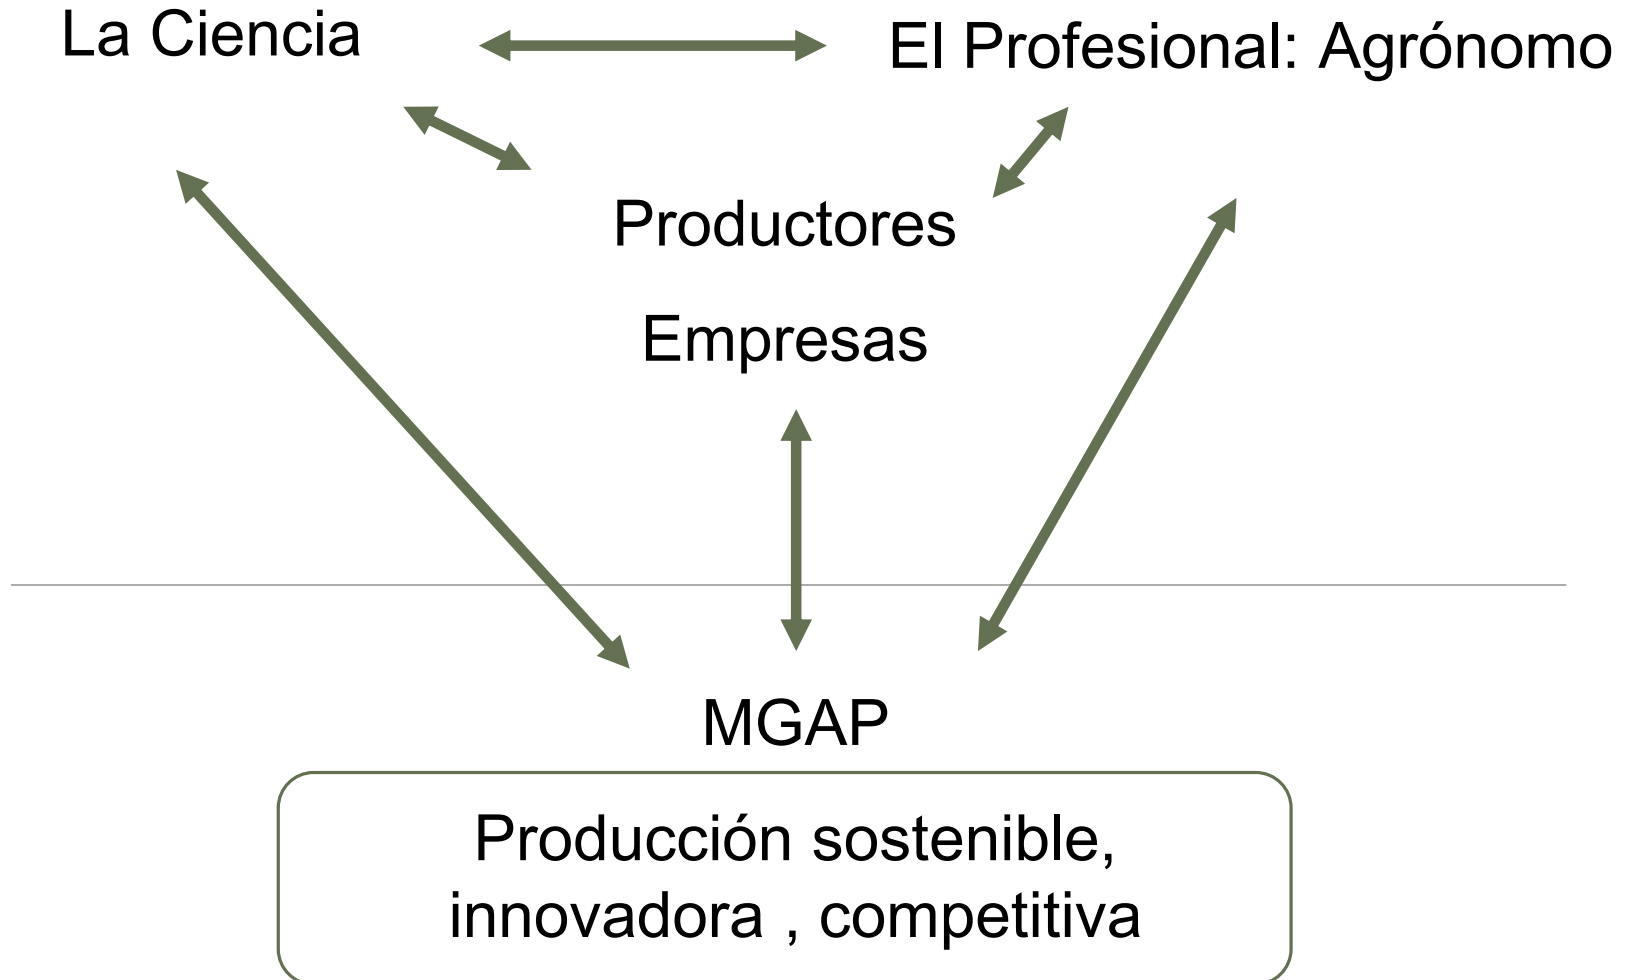 La Ciencia
El Profesional: Agrónomo
Productores
Empresas
MGAP
Producción sostenible,
innovadora , competitiva